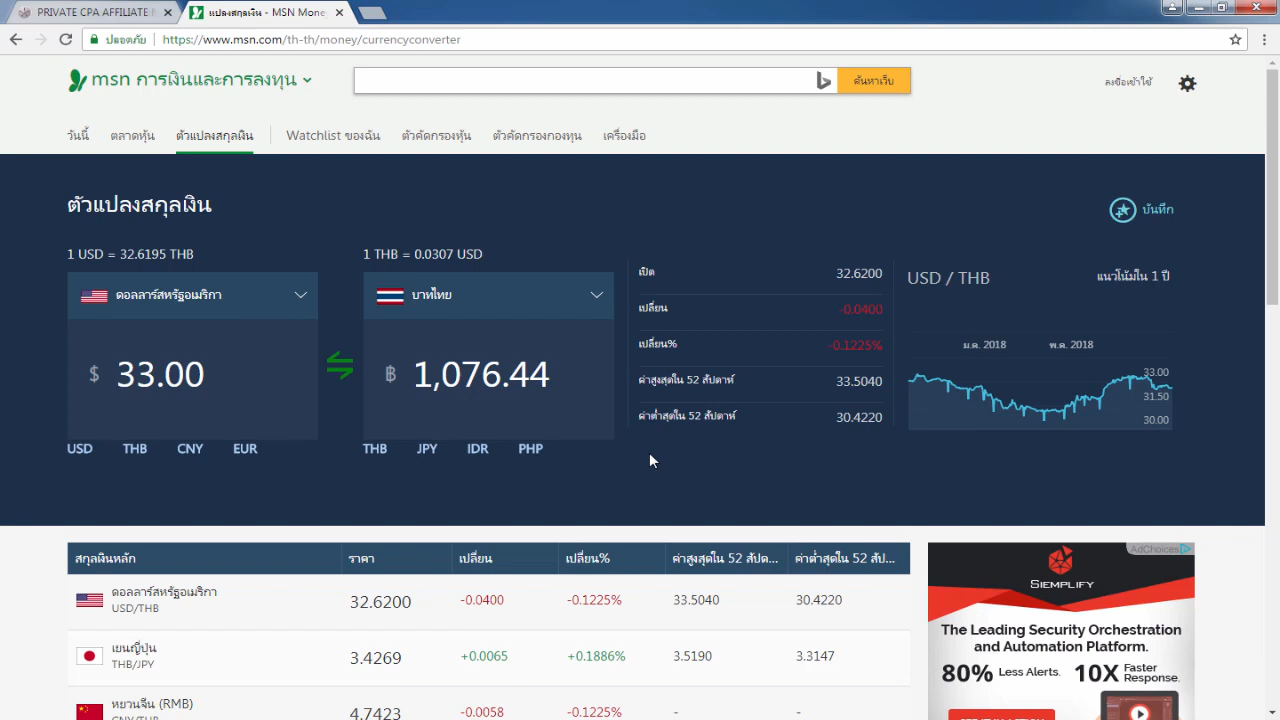 PRIVATE CPA AFFILIATE
แปลงสกุลเงิน - MSN Money
ปลอดภัย
https://www.msn.com/th-th/money/currencyconverter
msn การเงินและการลงทุน
ค้นหาเว็บ
ลงชื่อเข้าใช้
วันนี้ ตลาดหุ้น ตัวแปลงสกุลเงิน Watchlist ของฉัน ตัวคัดกรองหุ้น ตัวคัดกรองกองทุน เครื่องมือ
ตัวแปลงสกุลเงิน
บันทึก
1 USD = 32.6195 THB
1 THB = 0.0307 USD
ดอลลาร์สหรัฐอเมริกา
บาทไทย
$ 33.00
฿ 1,076.44
USD THB CNY EUR
THB JPY IDR PHP
เปิด 32.6200
เปลี่ยน -0.0400
เปลี่ยน% -0.1225%
ค่าสูงสุดใน 52 สัปดาห์ 33.5040
ค่าต่ำสุดใน 52 สัปดาห์ 30.4220
USD / THB
แนวโน้มใน 1 ปี
ม.ค. 2018 พ.ค. 2018
33.00
31.50
30.00
สกุลเงินหลัก ราคา เปลี่ยน เปลี่ยน% ค่าสูงสุดใน 52 สัปด... ค่าต่ำสุดใน 52 สัป...
ดอลลาร์สหรัฐอเมริกา
USD/THB
32.6200 -0.0400 -0.1225% 33.5040 30.4220
เยนญี่ปุ่น
THB/JPY
3.4269 +0.0065 +0.1886% 3.5190 3.3147
หยวนจีน (RMB)
CNY/THB
4.7423 -0.0058 -0.1225% - -
AdChoices
SIEMPLIFY
The Leading Security Orchestration
and Automation Platform.
80% Less Alerts. 10X Faster
Response.